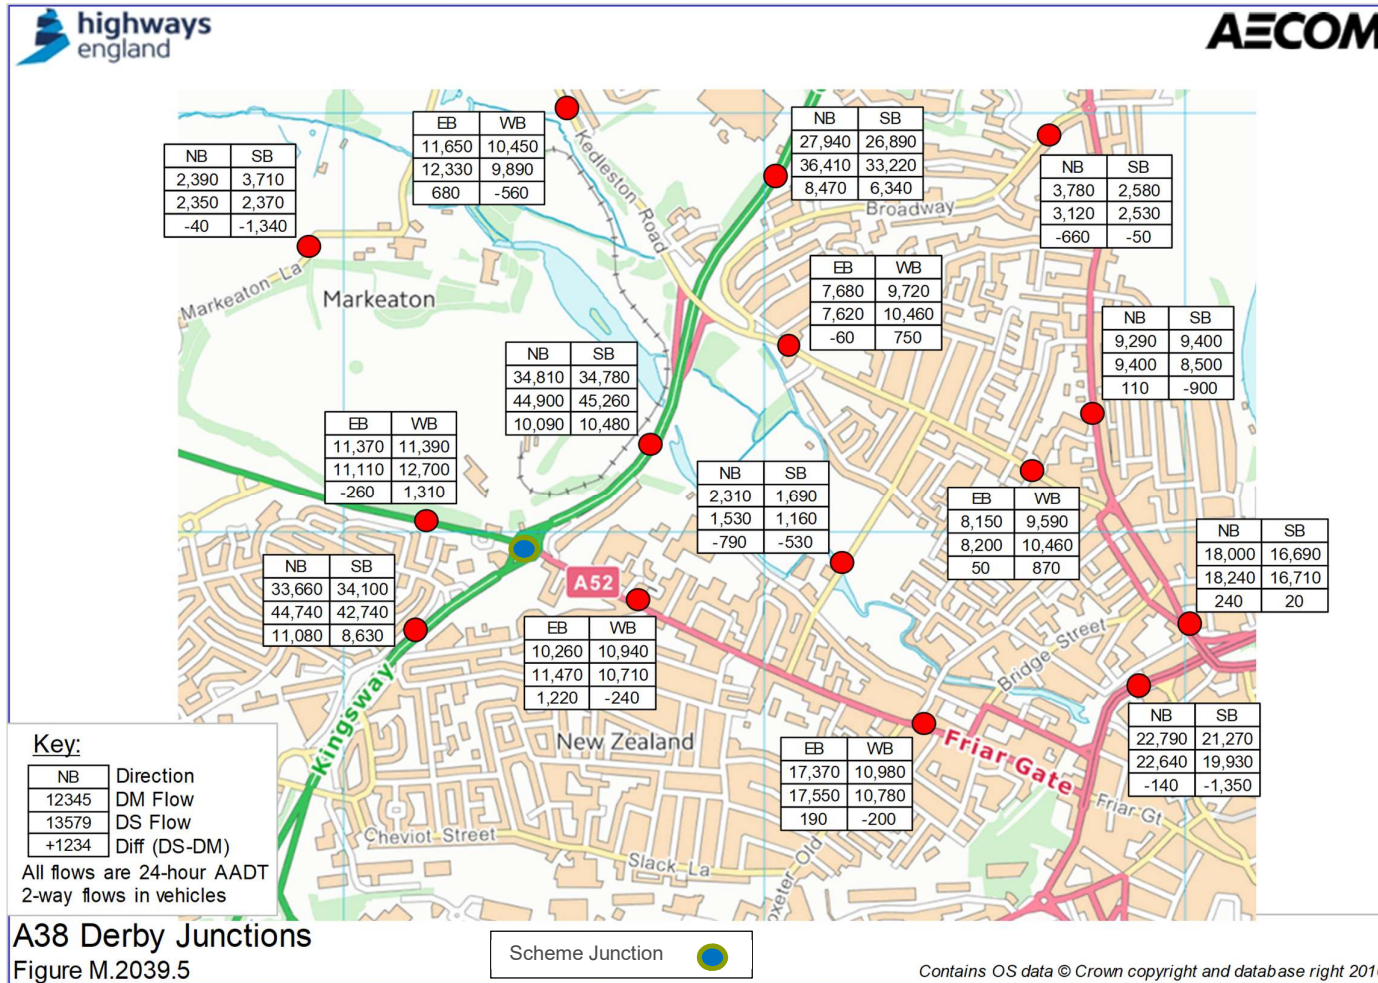 highways
england
AECOM
EB WB
11,650 10,450
12,330 9,890
680 -560
NB SB
27,940 26,890
36,410 33,220
8,470 6,340
NB SB
2,390 3,710
2,350 2,370
-40 -1,340
NB SB
3,780 2,580
3,120 2,530
-660 -50
Kedleston Road
Broadway
Markeaton La
Markeaton
EB WB
7,680 9,720
7,620 10,460
-60 750
NB SB
9,290 9,400
9,400 8,500
110 -900
NB SB
34,810 34,780
44,900 45,260
10,090 10,480
EB WB
11,370 11,390
11,110 12,700
-260 1,310
NB SB
2,310 1,690
1,530 1,160
-790 -530
EB WB
8,150 9,590
8,200 10,460
50 870
NB SB
18,000 16,690
18,240 16,710
240 20
NB SB
33,660 34,100
44,740 42,740
11,080 8,630
A52
EB WB
10,260 10,940
11,470 10,710
1,220 -240
Bridge Street
Kingsway
New Zealand
Friar Gate
NB SB
22,790 21,270
22,640 19,930
-140 -1,350
EB WB
17,370 10,980
17,550 10,780
190 -200
Friar Gt
Cheviot Street
Slack La
oxeter Old
Key:
NB Direction
12345 DM Flow
13579 DS Flow
+1234 Diff (DS-DM)
All flows are 24-hour AADT
2-way flows in vehicles
A38 Derby Junctions
Figure M.2039.5
Scheme Junction
Contains OS data © Crown copyright and database right 201